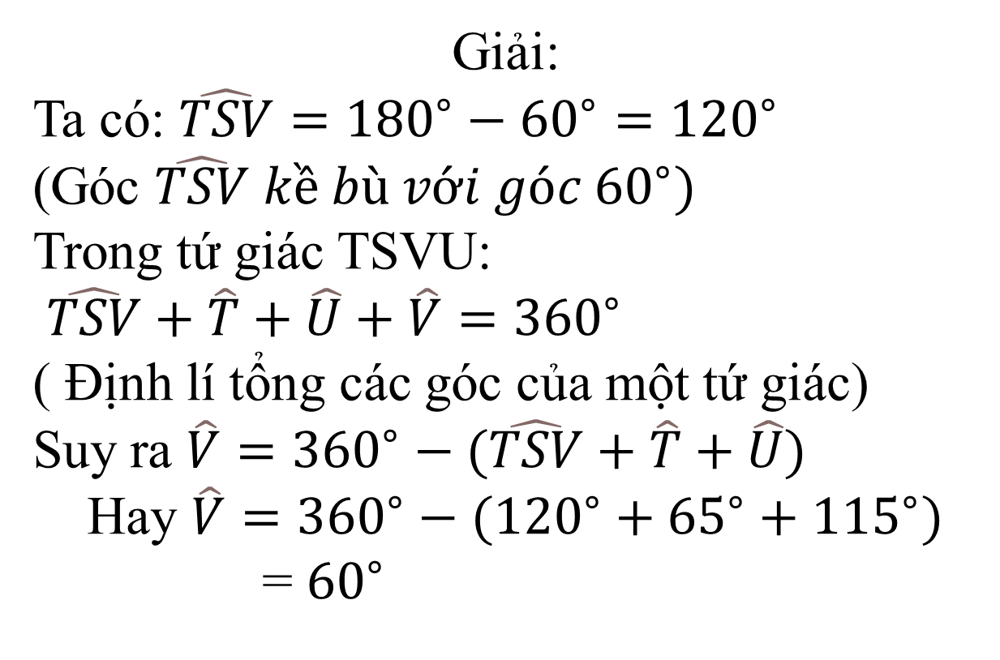 Giải:
Ta có: $\widehat{TSV} = 180° − 60° = 120°$
(Góc $\widehat{TSV}$ kề bù với góc 60°)
Trong tứ giác TSVU:
$\widehat{TSV} + \hat{T} + \hat{U} + \hat{V} = 360°$
( Định lí tổng các góc của một tứ giác)
Suy ra $\hat{V} = 360° − (\widehat{TSV} + \hat{T} + \hat{U})$
Hay $\hat{V} = 360° − (120° + 65° + 115°)$
= 60°